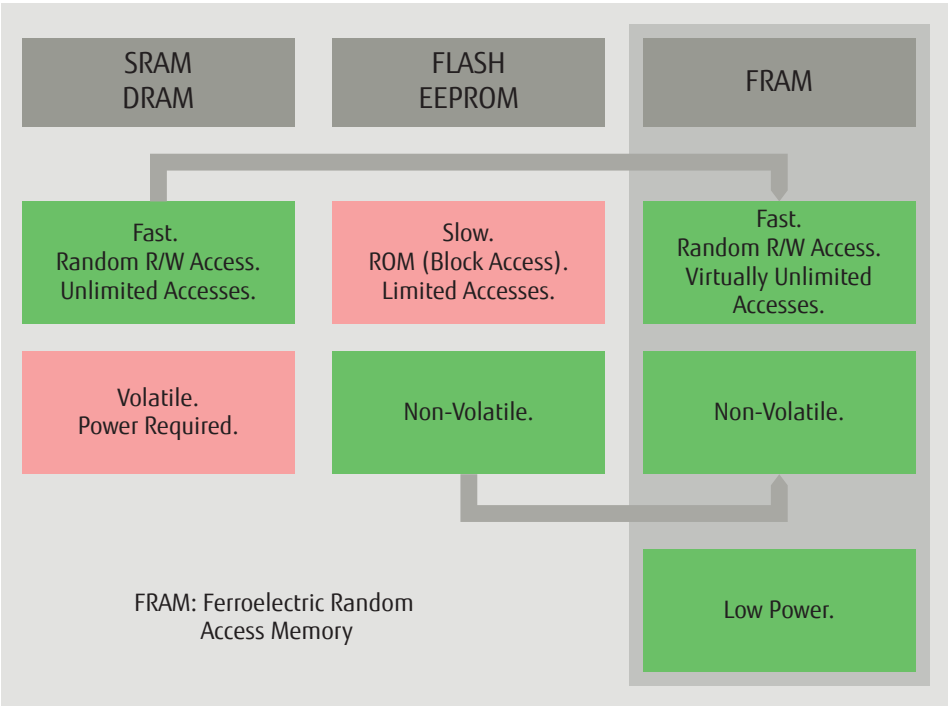 SRAM
DRAM
FLASH
EEPROM
FRAM
Fast.
Random R/W Access.
Unlimited Accesses.
Slow.
ROM (Block Access).
Limited Accesses.
Fast.
Random R/W Access.
Virtually Unlimited
Accesses.
Volatile.
Power Required.
Non-Volatile.
Non-Volatile.
FRAM: Ferroelectric Random
Access Memory
Low Power.